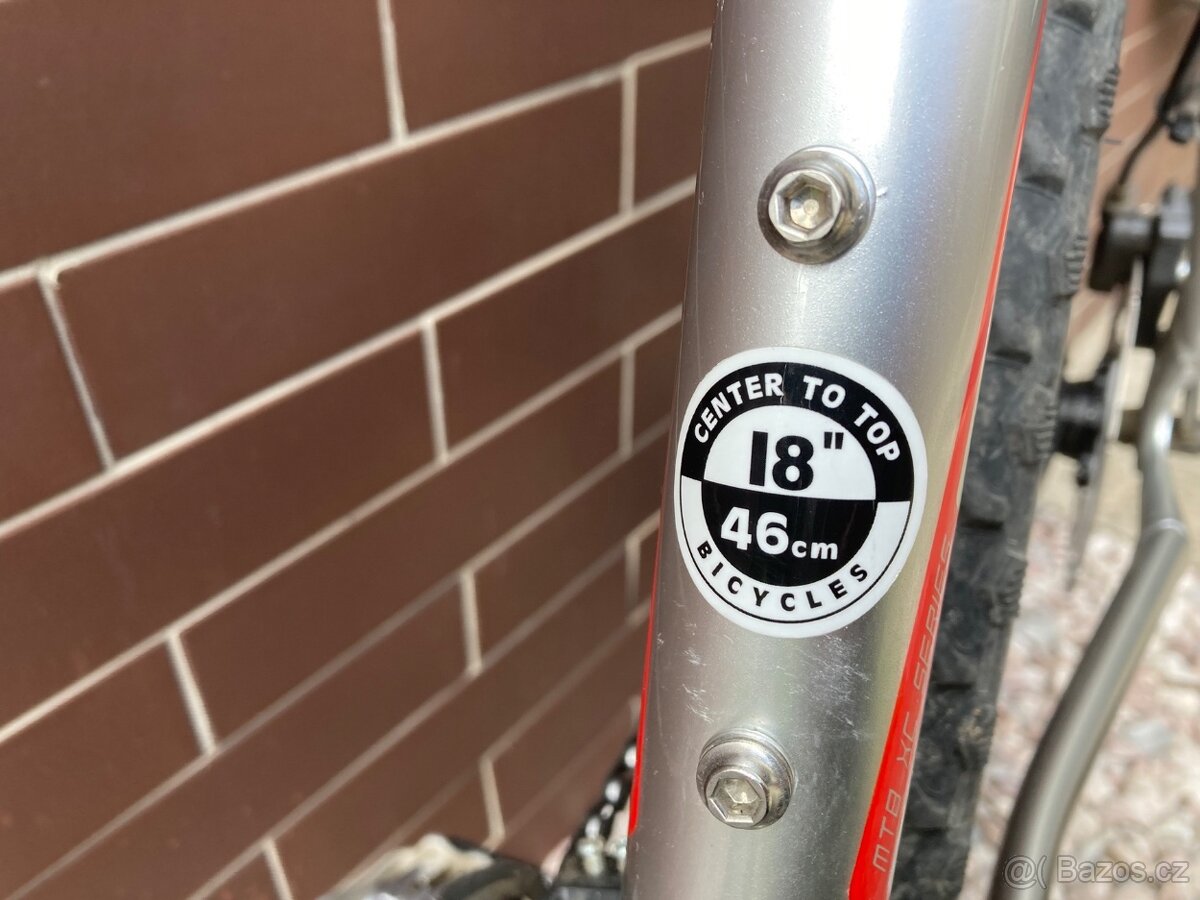 CENTER TO TOP
18"
46cm
BICYCLES
MTB XC SERIES
Bazos.cz